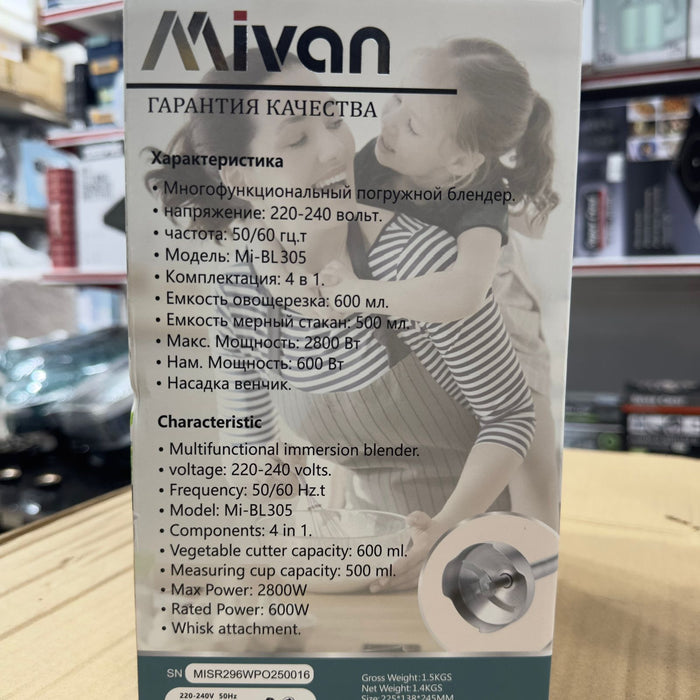 Mivan
ГАРАНТИЯ КАЧЕСТВА
Характеристика
• Многофункциональный погружной блендер.
• напряжение: 220-240 вольт.
• частота: 50/60 гц.т
• Модель: Mi-BL305
• Комплектация: 4 в 1.
• Емкость овощерезка: 600 мл.
• Емкость мерный стакан: 500 мл.
• Макс. Мощность: 2800 Вт
• Нам. Мощность: 600 Вт
• Насадка венчик.
Characteristic
• Multifunctional immersion blender.
• voltage: 220-240 volts.
• Frequency: 50/60 Hz.t
• Model: Mi-BL305
• Components: 4 in 1.
• Vegetable cutter capacity: 600 ml.
• Measuring cup capacity: 500 ml.
• Max Power: 2800W
• Rated Power: 600W
• Whisk attachment.
SN MISR296WPO250016
220-240V 50Hz
Gross Weight:1.5KGS
Net Weight:1.4KGS
Size:225*138*245MM